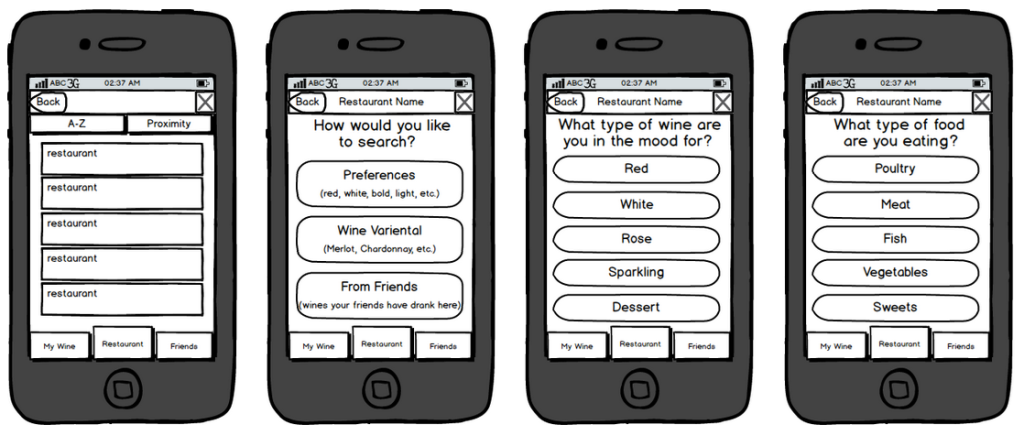 ABC 3G 02:37 AM
Back
A-Z Proximity
restaurant
restaurant
restaurant
restaurant
restaurant
My Wine Restaurant Friends
ABC 3G 02:37 AM
Back Restaurant Name
How would you like
to search?
Preferences
(red, white, bold, light, etc.)
Wine Variental
(Merlot, Chardonnay, etc.)
From Friends
(wines your friends have drank here)
My Wine Restaurant Friends
ABC 3G 02:37 AM
Back Restaurant Name
What type of wine are
you in the mood for?
Red
White
Rose
Sparkling
Dessert
My Wine Restaurant Friends
ABC 3G 02:37 AM
Back Restaurant Name
What type of food
are you eating?
Poultry
Meat
Fish
Vegetables
Sweets
My Wine Restaurant Friends